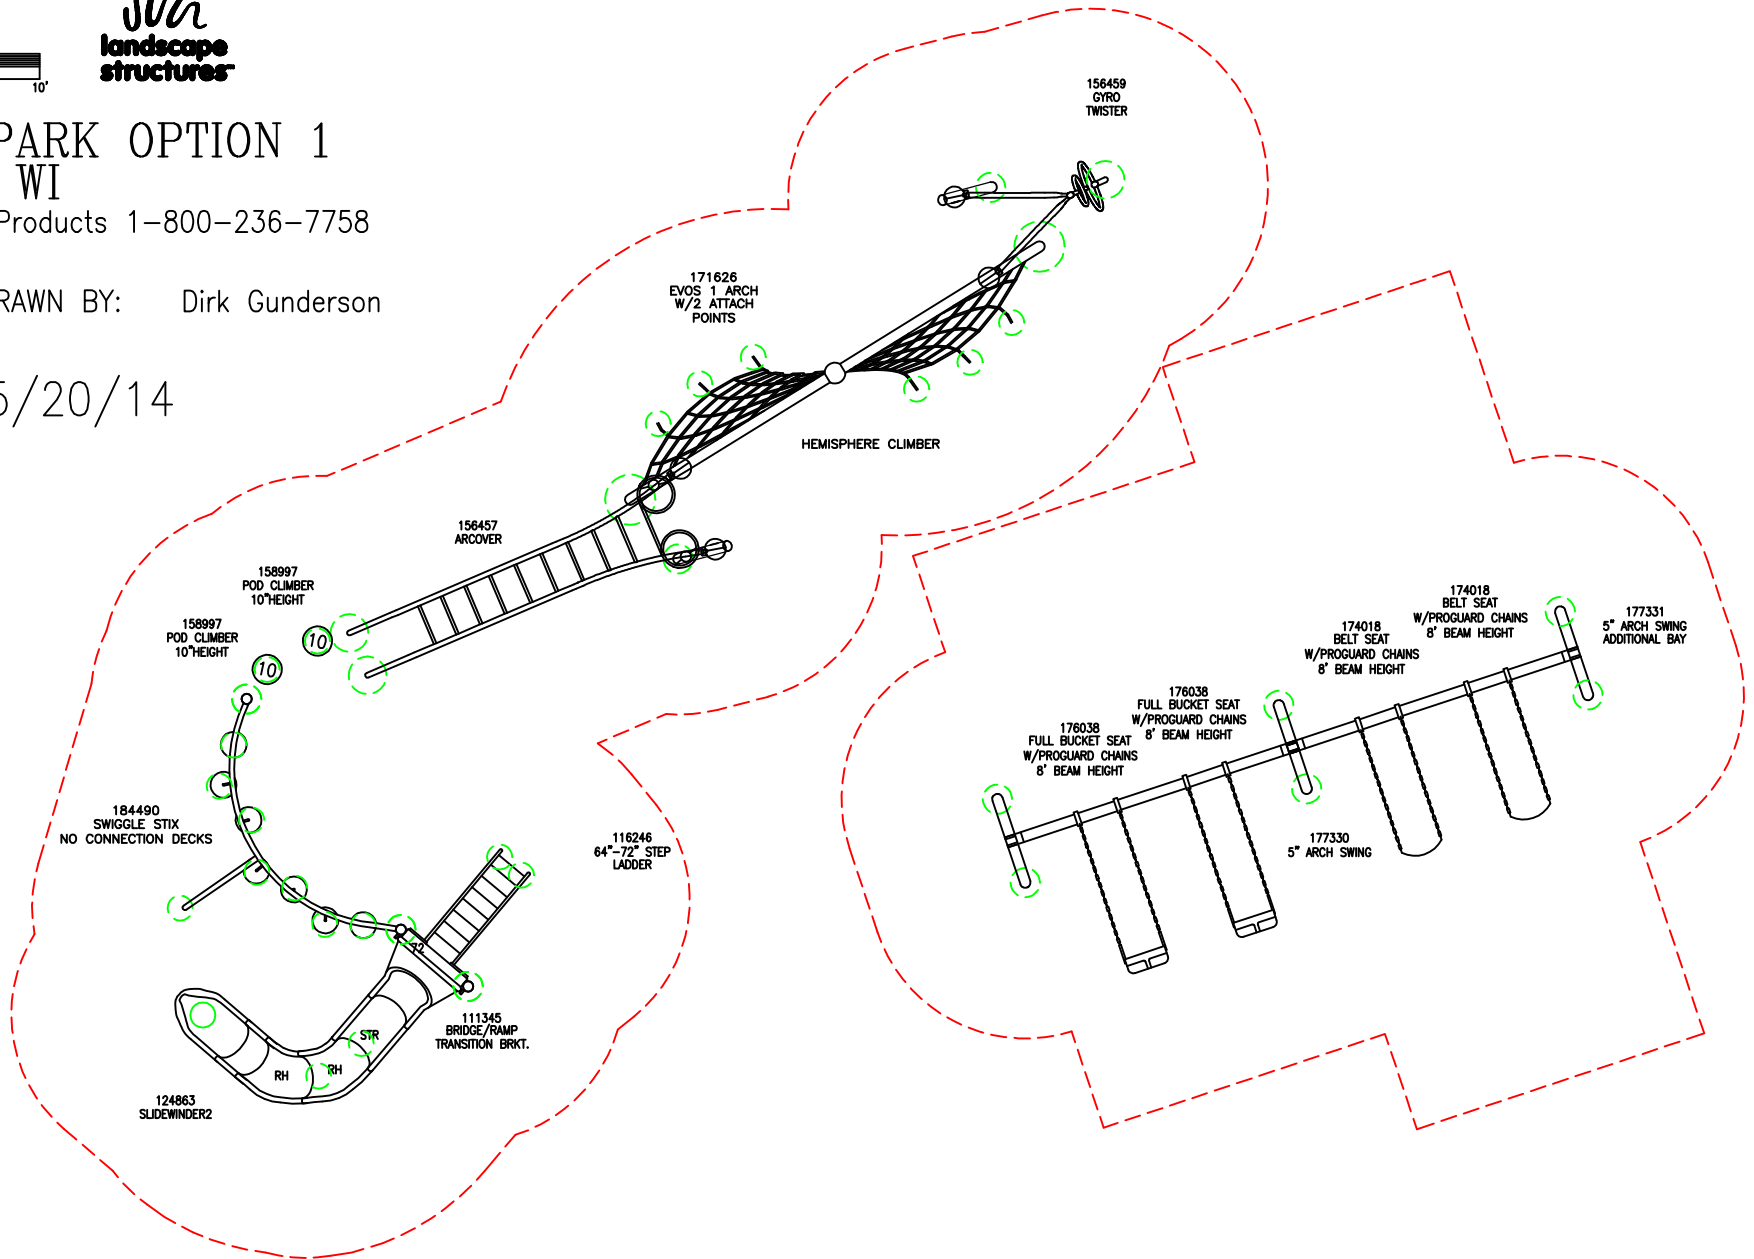 landscape
structures
10'
PARK OPTION 1
WI
Products 1-800-236-7758
RAWN BY: Dirk Gunderson
5/20/14
156459
GYRO
TWISTER
171626
EVOS 1 ARCH
W/2 ATTACH
POINTS
HEMISPHERE CLIMBER
156457
ARCOVER
158997
POD CLIMBER
10"HEIGHT
158997
POD CLIMBER
10"HEIGHT
10
10
184490
SWIGGLE STIX
NO CONNECTION DECKS
116246
64"-72" STEP
LADDER
72
111345
BRIDGE/RAMP
TRANSITION BRKT.
STR
RH
RH
124863
SLIDEWINDER2
174018
BELT SEAT
W/PROGUARD CHAINS
8' BEAM HEIGHT
177331
5" ARCH SWING
ADDITIONAL BAY
174018
BELT SEAT
W/PROGUARD CHAINS
8' BEAM HEIGHT
176038
FULL BUCKET SEAT
W/PROGUARD CHAINS
8' BEAM HEIGHT
176038
FULL BUCKET SEAT
W/PROGUARD CHAINS
8' BEAM HEIGHT
177330
5" ARCH SWING